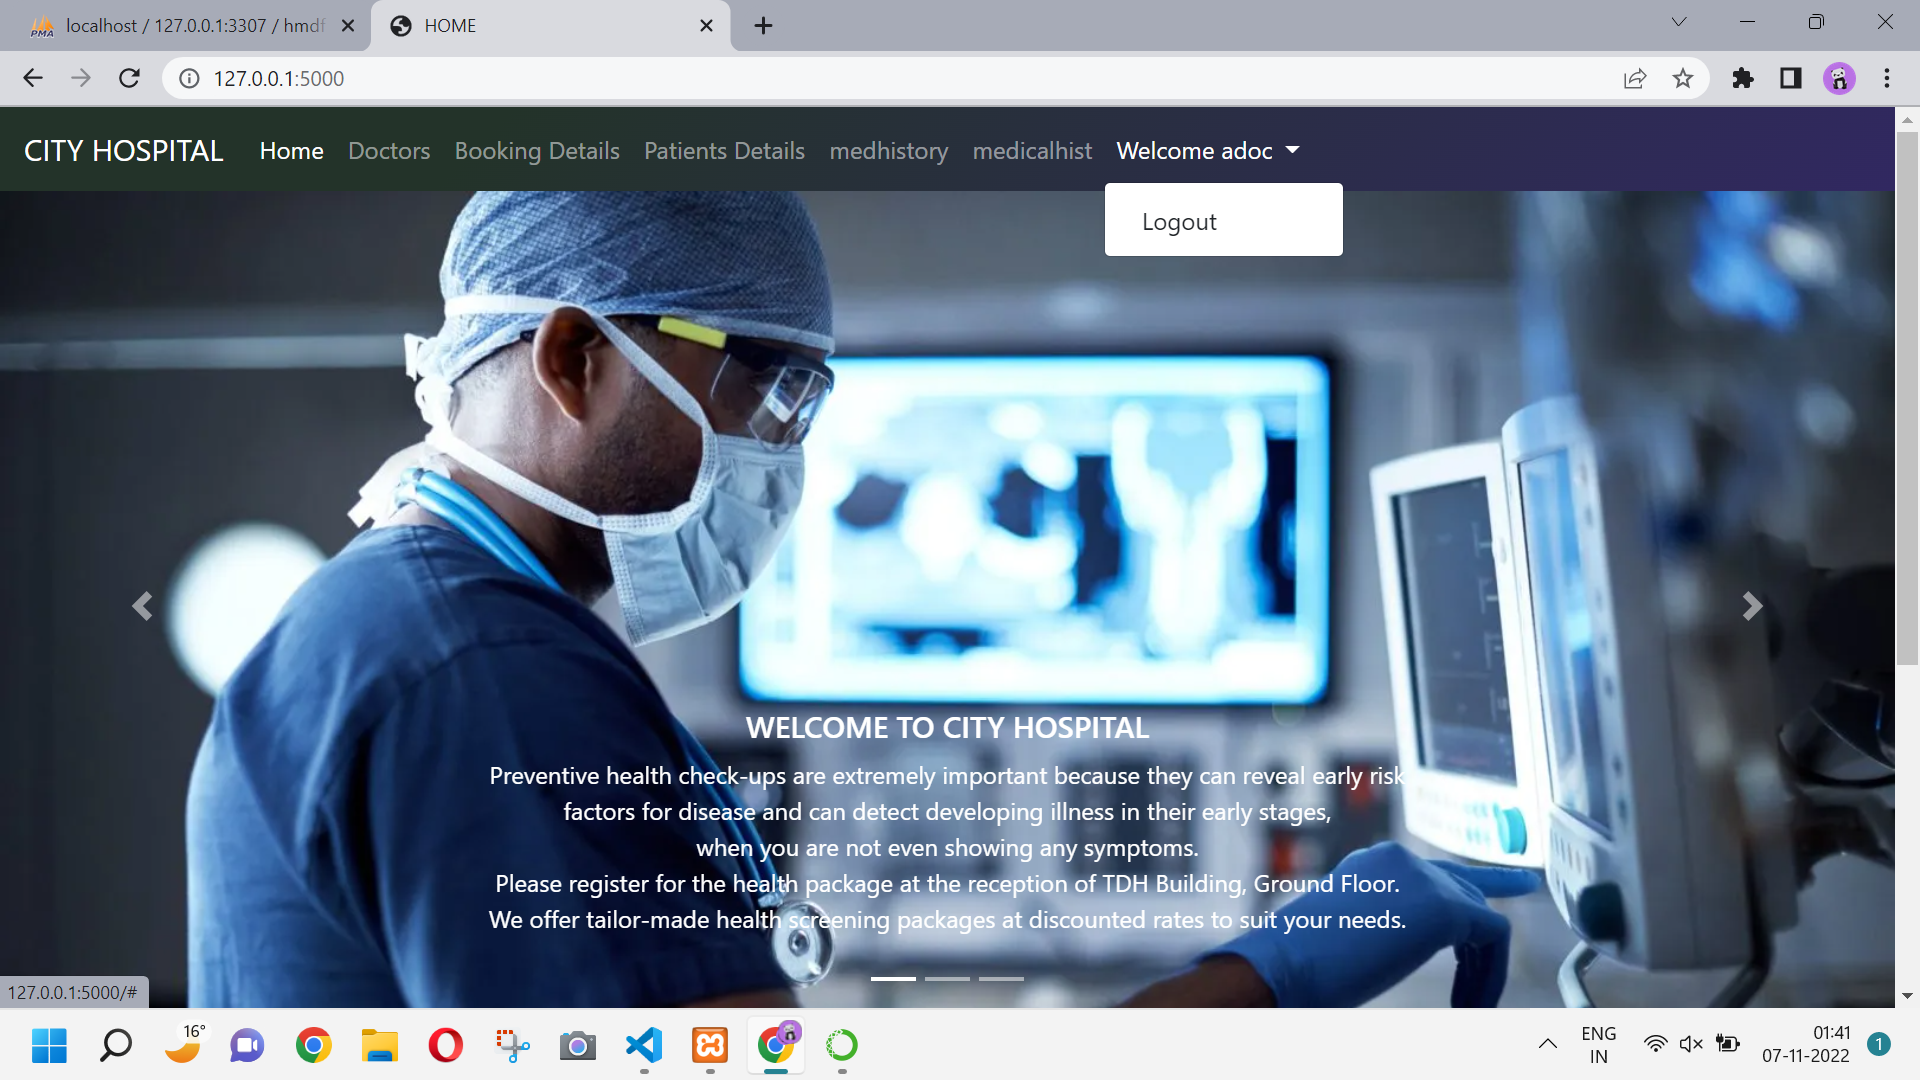 localhost / 127.0.0.1:3307 / hmdf
HOME
127.0.0.1:5000
CITY HOSPITAL
Home
Doctors
Booking Details
Patients Details
medhistory
medicalhist
Welcome adoc
Logout
WELCOME TO CITY HOSPITAL
Preventive health check-ups are extremely important because they can reveal early risk
factors for disease and can detect developing illness in their early stages,
when you are not even showing any symptoms.
Please register for the health package at the reception of TDH Building, Ground Floor.
We offer tailor-made health screening packages at discounted rates to suit your needs.
127.0.0.1:5000/#
16°
ENG
IN
01:41
07-11-2022
1
PMA